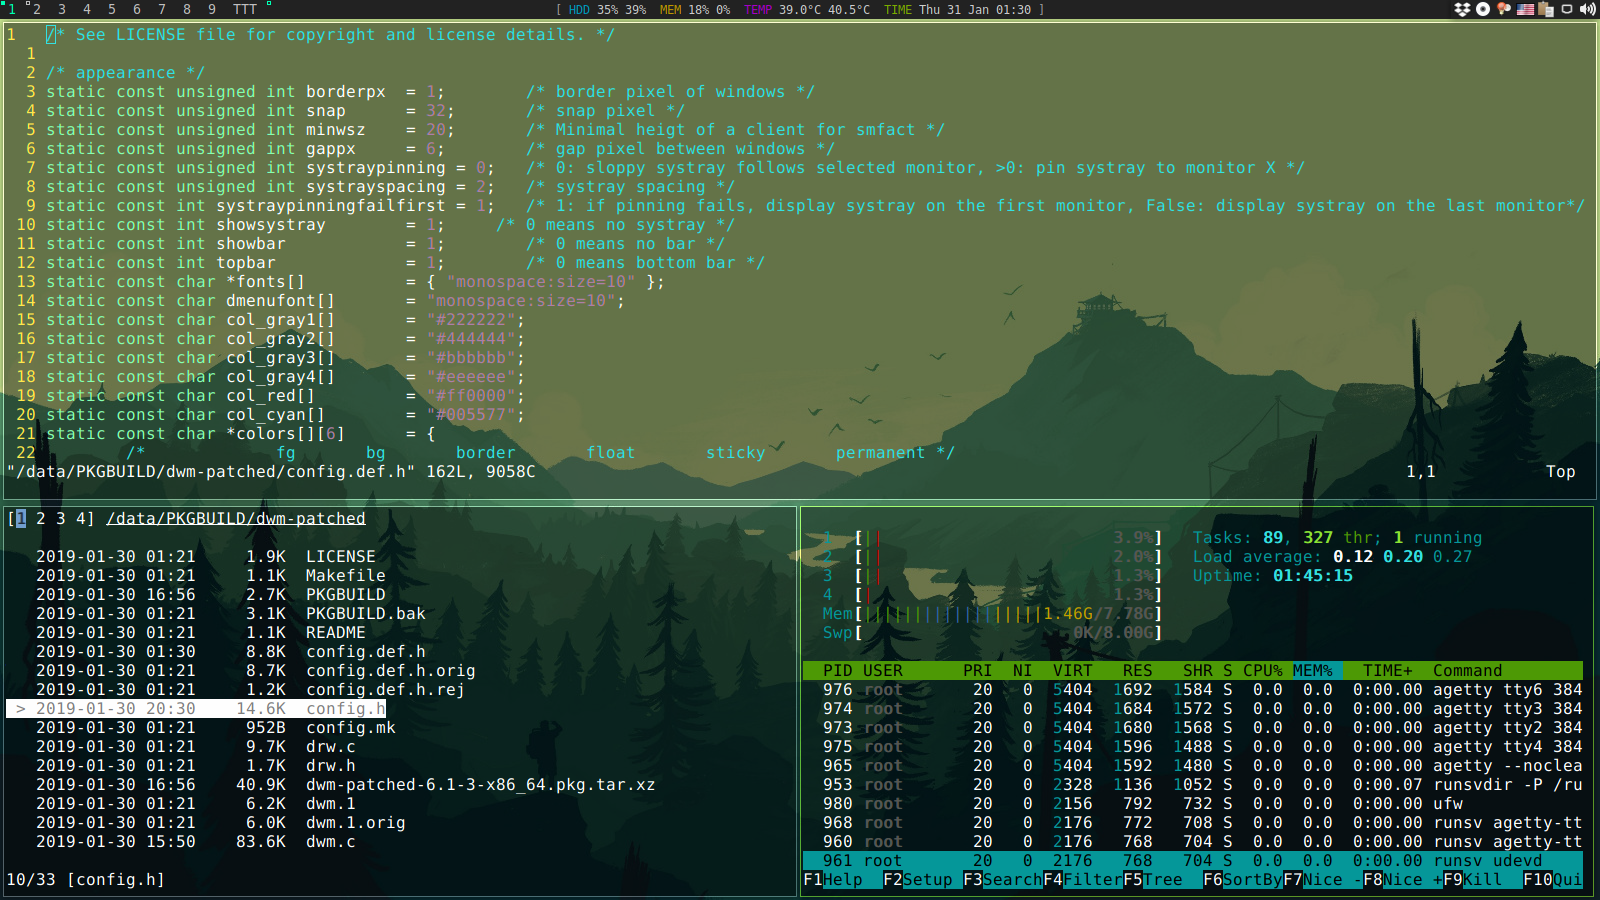 1 2 3 4 5 6 7 8 9 TTT [ HDD 35% 39% MEM 18% 0% TEMP 39.0°C 40.5°C TIME Thu 31 Jan 01:30 ]
1 /* See LICENSE file for copyright and license details. */
1
2 /* appearance */
3 static const unsigned int borderpx = 1; /* border pixel of windows */
4 static const unsigned int snap = 32; /* snap pixel */
5 static const unsigned int minwsz = 20; /* Minimal heigt of a client for smfact */
6 static const unsigned int gappx = 6; /* gap pixel between windows */
7 static const unsigned int systraypinning = 0; /* 0: sloppy systray follows selected monitor, >0: pin systray to monitor X */
8 static const unsigned int systrayspacing = 2; /* systray spacing */
9 static const int systraypinningfailfirst = 1; /* 1: if pinning fails, display systray on the first monitor, False: display systray on the last monitor*/
10 static const int showsystray = 1; /* 0 means no systray */
11 static const int showbar = 1; /* 0 means no bar */
12 static const int topbar = 1; /* 0 means bottom bar */
13 static const char *fonts[] = { "monospace:size=10" };
14 static const char dmenufont[] = "monospace:size=10";
15 static const char col_gray1[] = "#222222";
16 static const char col_gray2[] = "#444444";
17 static const char col_gray3[] = "#bbbbbb";
18 static const char col_gray4[] = "#eeeeee";
19 static const char col_red[] = "#ff0000";
20 static const char col_cyan[] = "#005577";
21 static const char *colors[][6] = {
22 /* fg bg border float sticky permanent */
"/data/PKGBUILD/dwm-patched/config.def.h" 162L, 9058C 1,1 Top
[1 2 3 4] /data/PKGBUILD/dwm-patched
2019-01-30 01:21 1.9K LICENSE
2019-01-30 01:21 1.1K Makefile
2019-01-30 16:56 2.7K PKGBUILD
2019-01-30 01:21 3.1K PKGBUILD.bak
2019-01-30 01:21 1.1K README
2019-01-30 01:30 8.8K config.def.h
2019-01-30 01:21 8.7K config.def.h.orig
2019-01-30 01:21 1.2K config.def.h.rej
> 2019-01-30 20:30 14.6K config.h
2019-01-30 01:21 952B config.mk
2019-01-30 01:21 9.7K drw.c
2019-01-30 01:21 1.7K drw.h
2019-01-30 16:56 40.9K dwm-patched-6.1-3-x86_64.pkg.tar.xz
2019-01-30 01:21 6.2K dwm.1
2019-01-30 01:21 6.0K dwm.1.orig
2019-01-30 15:50 83.6K dwm.c
10/33 [config.h]
1 [|| 3.9%] Tasks: 89, 327 thr; 1 running
2 [|| 2.0%] Load average: 0.12 0.20 0.27
3 [|| 1.3%] Uptime: 01:45:15
4 [| 1.3%]
Mem[||||||||||||||||||1.46G/7.78G]
Swp[ 0K/8.00G]
PID USER PRI NI VIRT RES SHR S CPU% MEM% TIME+ Command
976 root 20 0 5404 1692 1584 S 0.0 0.0 0:00.00 agetty tty6 384
974 root 20 0 5404 1684 1572 S 0.0 0.0 0:00.00 agetty tty3 384
973 root 20 0 5404 1680 1568 S 0.0 0.0 0:00.00 agetty tty2 384
975 root 20 0 5404 1596 1488 S 0.0 0.0 0:00.00 agetty tty4 384
965 root 20 0 5404 1592 1480 S 0.0 0.0 0:00.00 agetty --noclea
953 root 20 0 2328 1136 1052 S 0.0 0.0 0:00.07 runsvdir -P /ru
980 root 20 0 2156 792 732 S 0.0 0.0 0:00.00 ufw
968 root 20 0 2176 772 708 S 0.0 0.0 0:00.00 runsv agetty-tt
960 root 20 0 2176 768 704 S 0.0 0.0 0:00.00 runsv agetty-tt
961 root 20 0 2176 768 704 S 0.0 0.0 0:00.00 runsv udevd
F1Help F2Setup F3SearchF4FilterF5Tree F6SortByF7Nice -F8Nice +F9Kill F10Qui